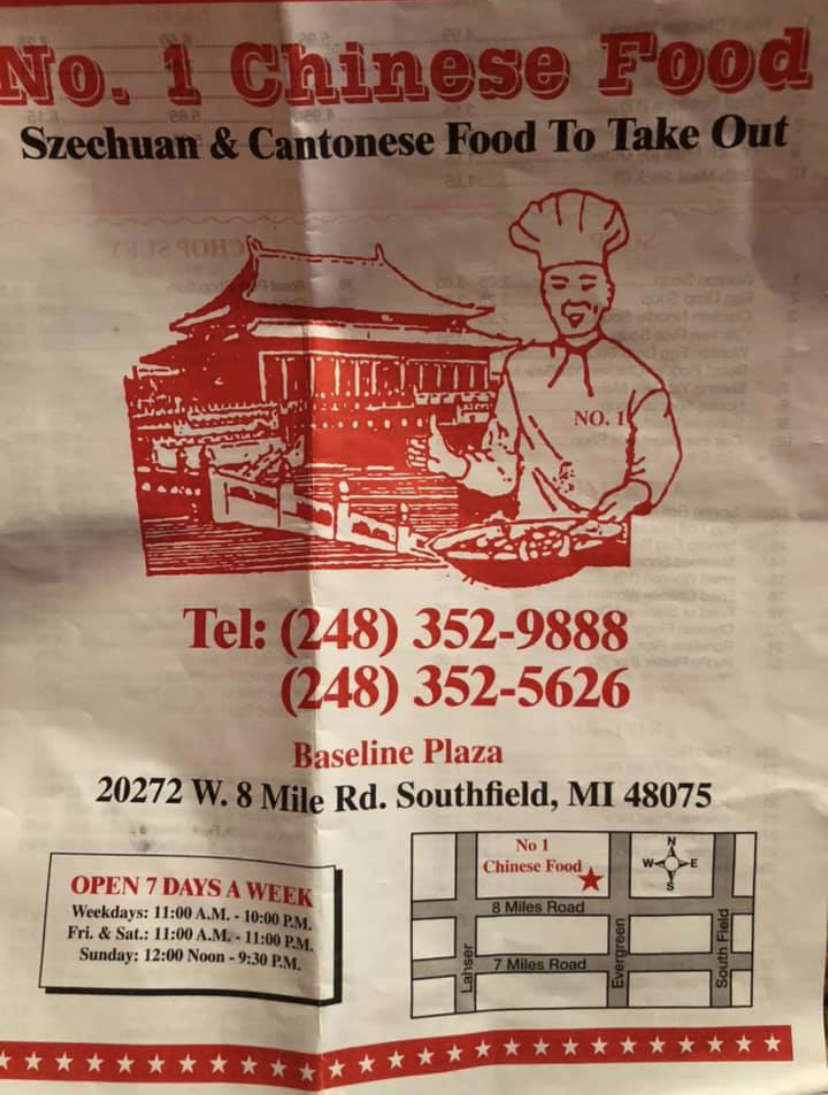 No. 1 Chinese Food
Szechuan & Cantonese Food To Take Out
NO. 1
Tel: (248) 352-9888
(248) 352-5626
Baseline Plaza
20272 W. 8 Mile Rd. Southfield, MI 48075
OPEN 7 DAYS A WEEK
Weekdays: 11:00 A.M. - 10:00 P.M.
Fri. & Sat.: 11:00 A.M. - 11:00 P.M.
Sunday: 12:00 Noon - 9:30 P.M.
No 1
Chinese Food
N
W E
S
8 Miles Road
7 Miles Road
Lahser
Evergreen
South Field